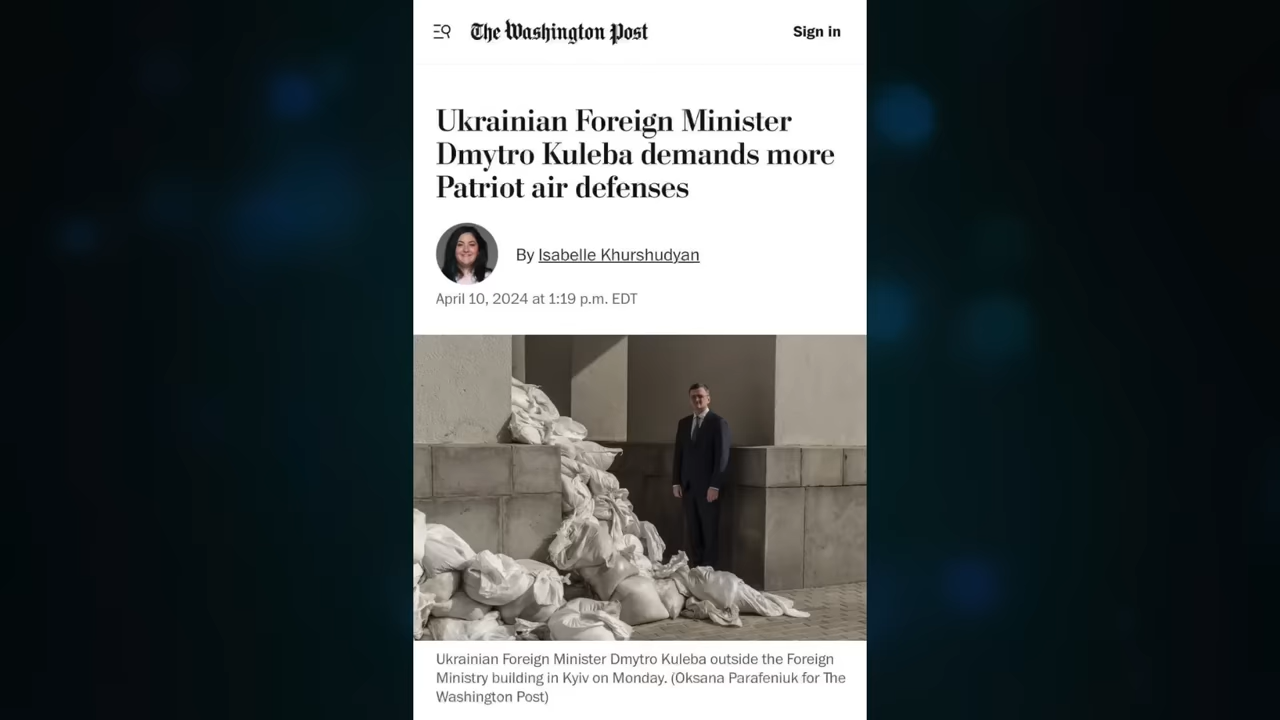 The Washington Post
Sign in
Ukrainian Foreign Minister
Dmytro Kuleba demands more
Patriot air defenses
By Isabelle Khurshudyan
April 10, 2024 at 1:19 p.m. EDT
Ukrainian Foreign Minister Dmytro Kuleba outside the Foreign
Ministry building in Kyiv on Monday. (Oksana Parafeniuk for The
Washington Post)